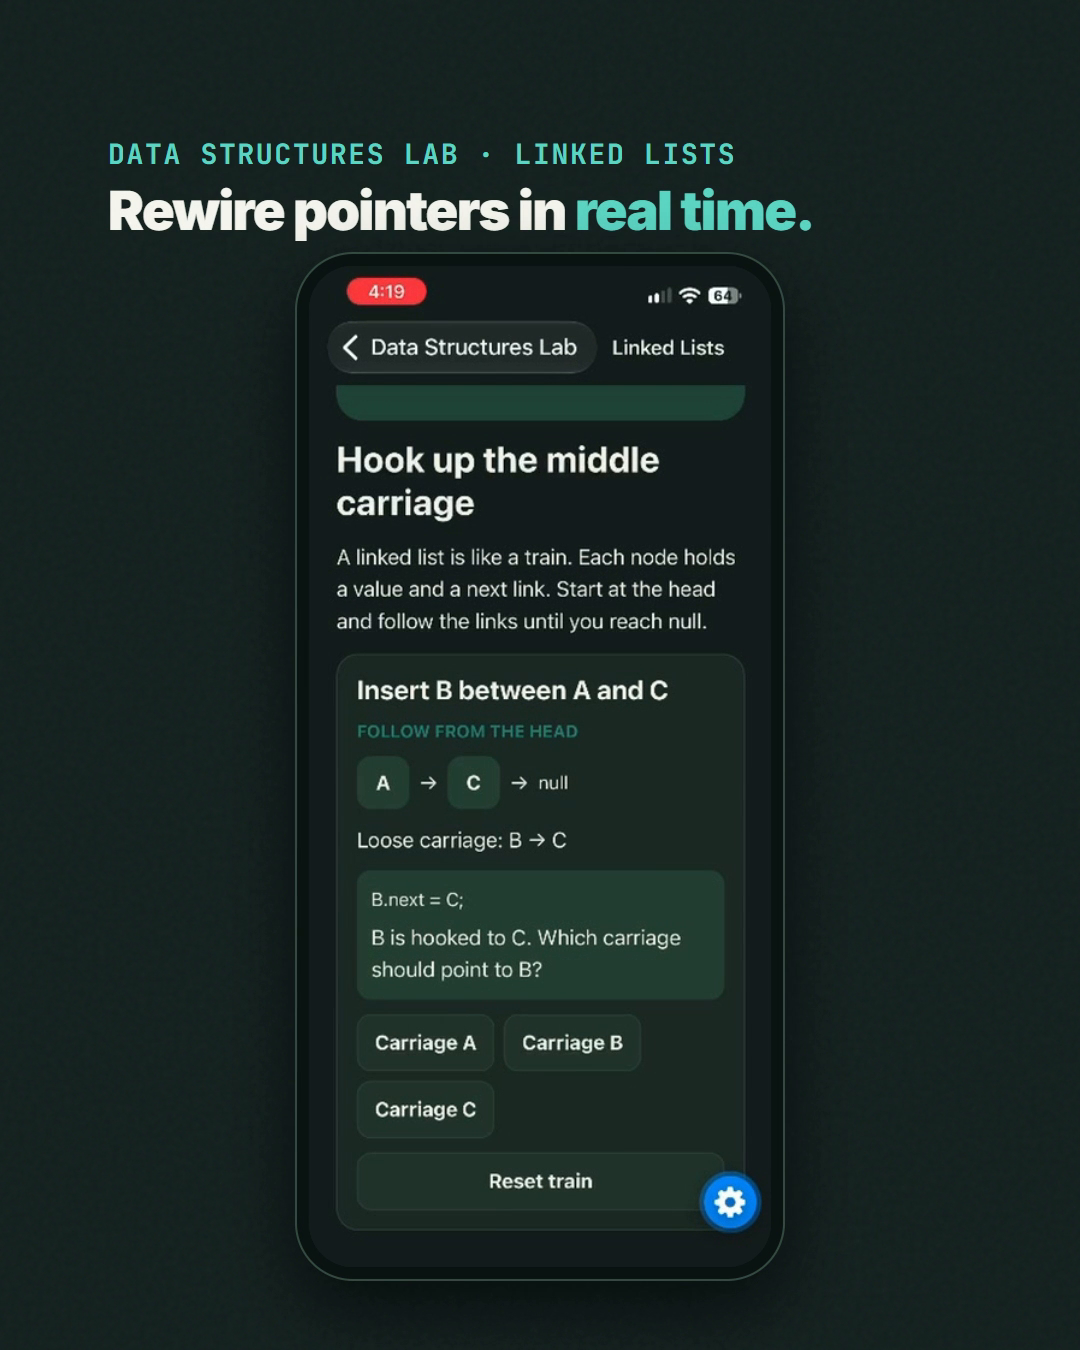 DATA STRUCTURES LAB · LINKED LISTS
Rewire pointers in real time.
4:19
64
Data Structures Lab
Linked Lists
Hook up the middle
carriage
A linked list is like a train. Each node holds
a value and a next link. Start at the head
and follow the links until you reach null.
Insert B between A and C
FOLLOW FROM THE HEAD
A → C → null
Loose carriage: B → C
B.next = C;
B is hooked to C. Which carriage
should point to B?
Carriage A
Carriage B
Carriage C
Reset train